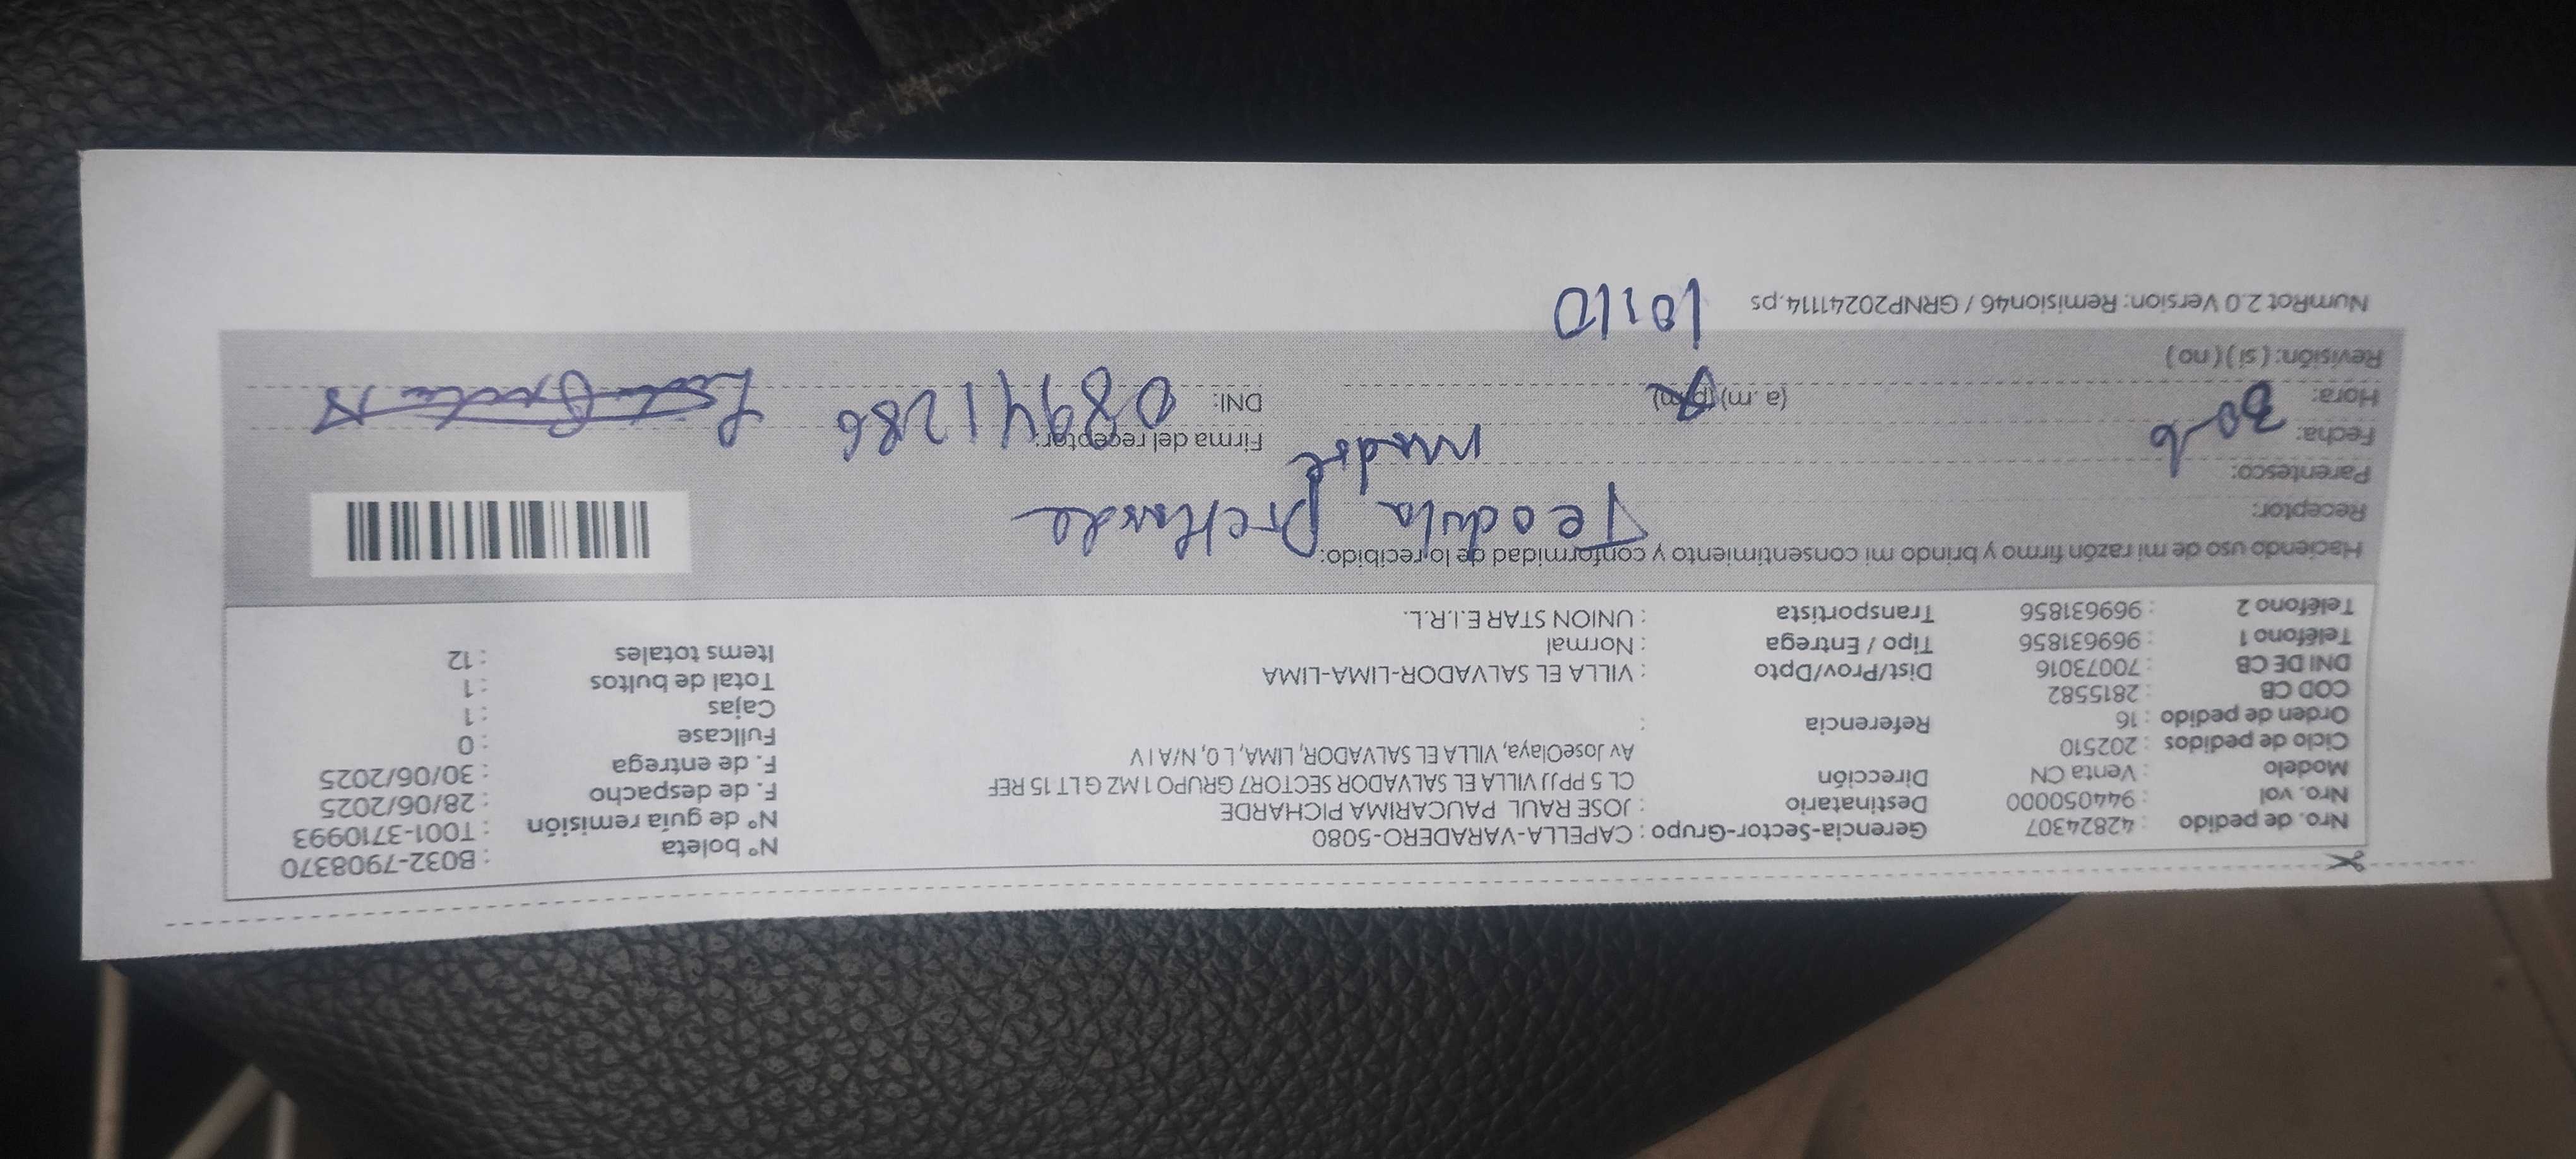 Nro. de pedido : 42824307
Nro. vol : 944050000
Modelo : Venta CN
Ciclo de pedidos : 202510
Orden de pedido : 16
COD CB : 2815582
DNI DE CB : 70073016
Teléfono 1 : 969631856
Teléfono 2 : 969631856
Gerencia-Sector-Grupo : CAPELLA-VARADERO-5080
Destinatario : JOSE RAUL PAUCARIMA PICHARDE
Dirección : CL 5 PPJJ VILLA EL SALVADOR SECTOR7 GRUPO 1 MZ G LT 15 REF
Av JoseOlaya, VILLA EL SALVADOR, LIMA, L 0, N/A I V
Referencia :
Dist/Prov/Dpto : VILLA EL SALVADOR-LIMA-LIMA
Tipo / Entrega : Normal
Transportista : UNION STAR E.I.R.L.
N° boleta : B032-7908370
N° de guía remisión : T001-3710993
F. de despacho : 28/06/2025
F. de entrega : 30/06/2025
Fullcase : 0
Cajas : 1
Total de bultos : 1
Items totales : 12
Haciendo uso de mi razón firmo y brindo mi consentimiento y conformidad de lo recibido:
Receptor: Teodula
Parentesco: madre
Fecha: 30-6
Hora: (a.m) (p.m)
Revisión: (si) (no) 10:10
Firma del receptor:
DNI: 08941286
NumRot 2.0 Version: Remision46 / GRNP20241114.ps